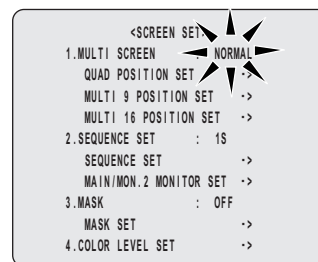 <SCREEN SET>
1.MULTI SCREEN : NORMAL
QUAD POSITION SET ->
MULTI 9 POSITION SET ->
MULTI 16 POSITION SET ->
2.SEQUENCE SET : 1S
SEQUENCE SET ->
MAIN/MON.2 MONITOR SET ->
3.MASK : OFF
MASK SET ->
4.COLOR LEVEL SET ->